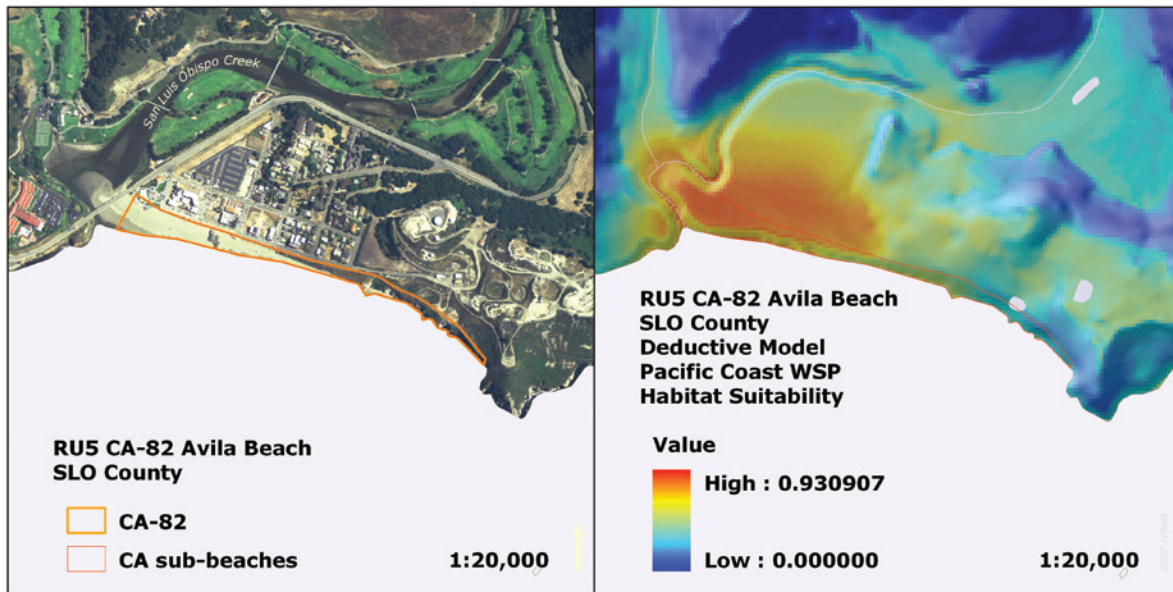 San Luis Obispo Creek
RU5 CA-82 Avila Beach
SLO County
CA-82
CA sub-beaches
1:20,000
RU5 CA-82 Avila Beach
SLO County
Deductive Model
Pacific Coast WSP
Habitat Suitability
Value
High : 0.930907
Low : 0.000000
1:20,000